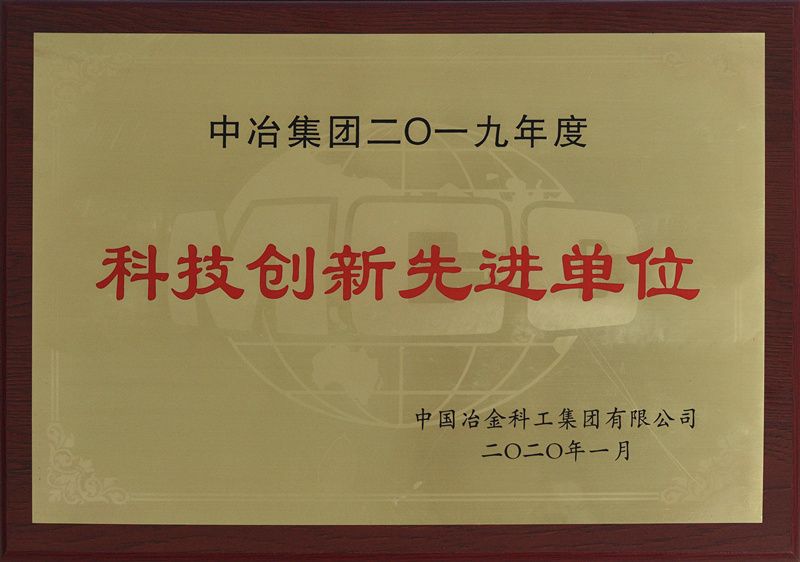 中冶集团二〇一九年度
MCC
科技创新先进单位
中国冶金科工集团有限公司
二〇二〇年一月